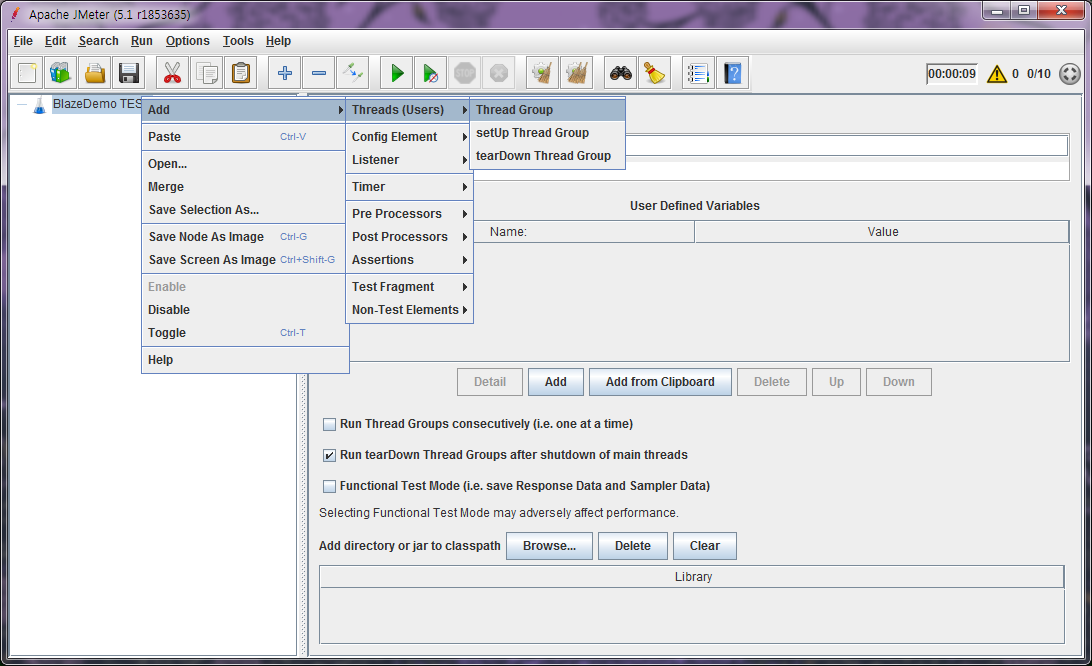 Apache JMeter (5.1 r1853635)
File Edit Search Run Options Tools Help
STOP
00:00:09 0 0/10
BlazeDemo TES
Add
Paste Ctrl-V
Open...
Merge
Save Selection As...
Save Node As Image Ctrl-G
Save Screen As Image Ctrl+Shift-G
Enable
Disable
Toggle Ctrl-T
Help
Threads (Users)
Config Element
Listener
Timer
Pre Processors
Post Processors
Assertions
Test Fragment
Non-Test Elements
Thread Group
setUp Thread Group
tearDown Thread Group
User Defined Variables
Name: Value
Detail Add Add from Clipboard Delete Up Down
Run Thread Groups consecutively (i.e. one at a time)
Run tearDown Thread Groups after shutdown of main threads
Functional Test Mode (i.e. save Response Data and Sampler Data)
Selecting Functional Test Mode may adversely affect performance.
Add directory or jar to classpath Browse... Delete Clear
Library